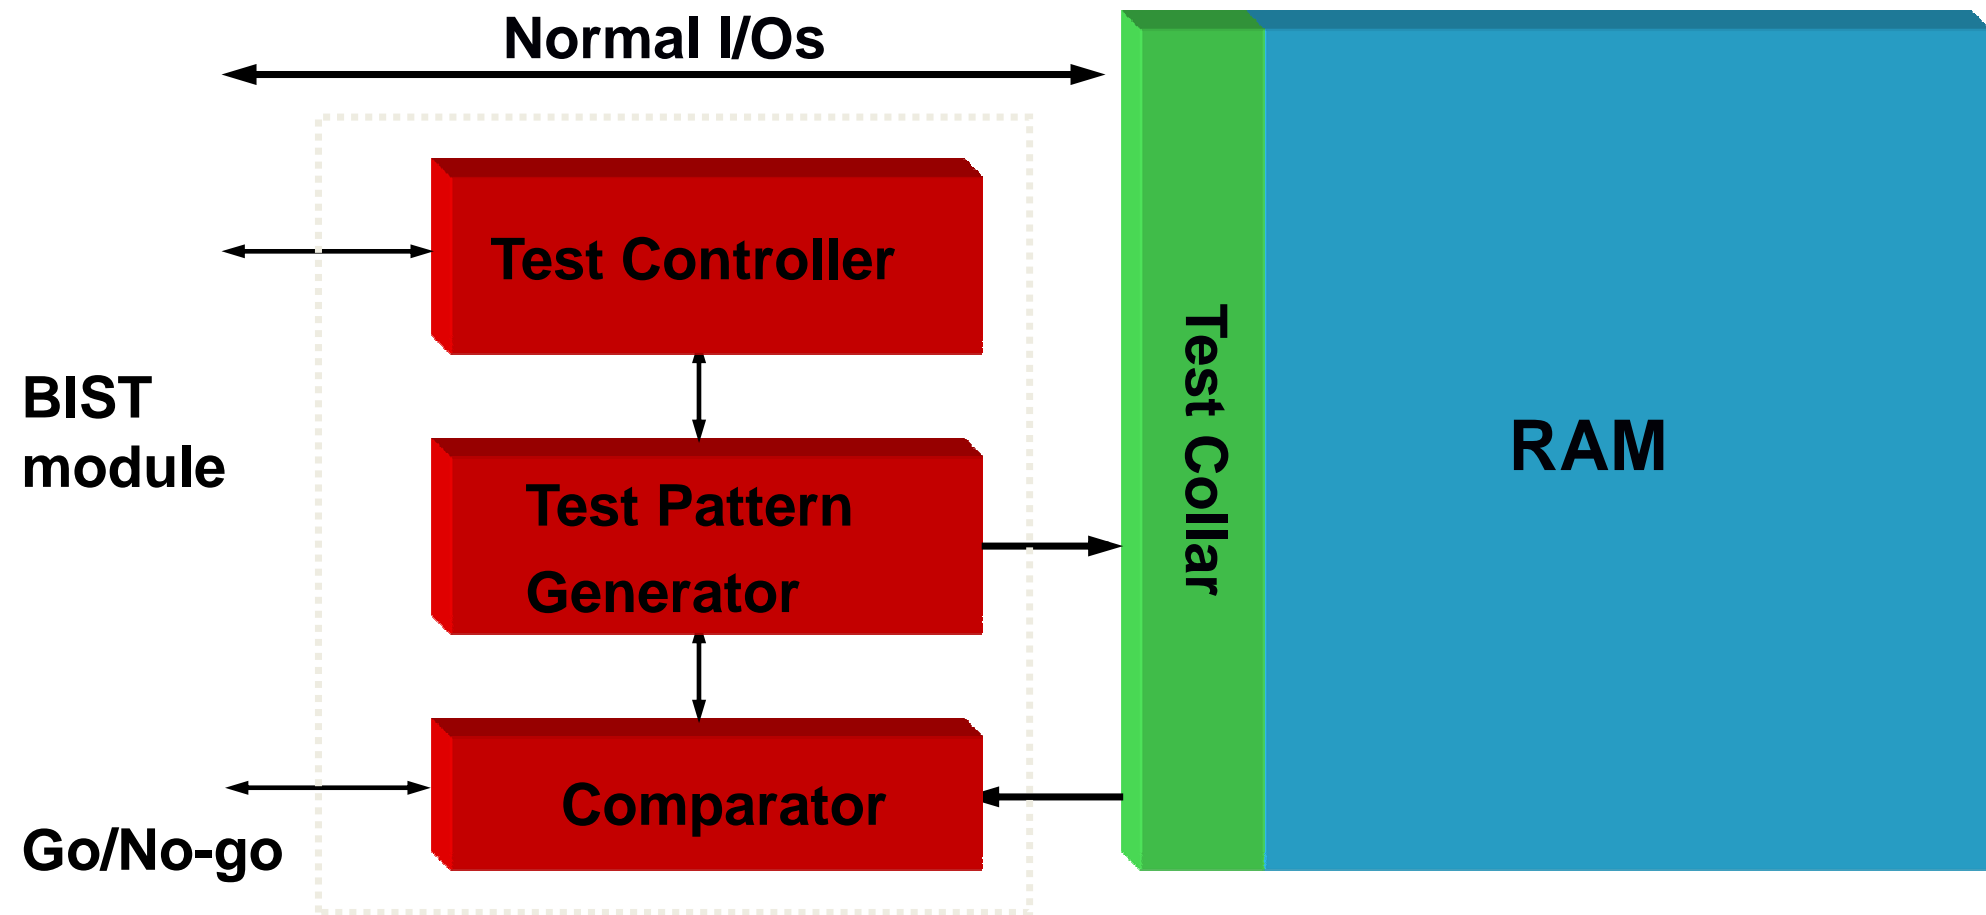 Normal I/Os
Test Controller
BIST
module
Test Pattern
Generator
Test Collar
RAM
Comparator
Go/No-go